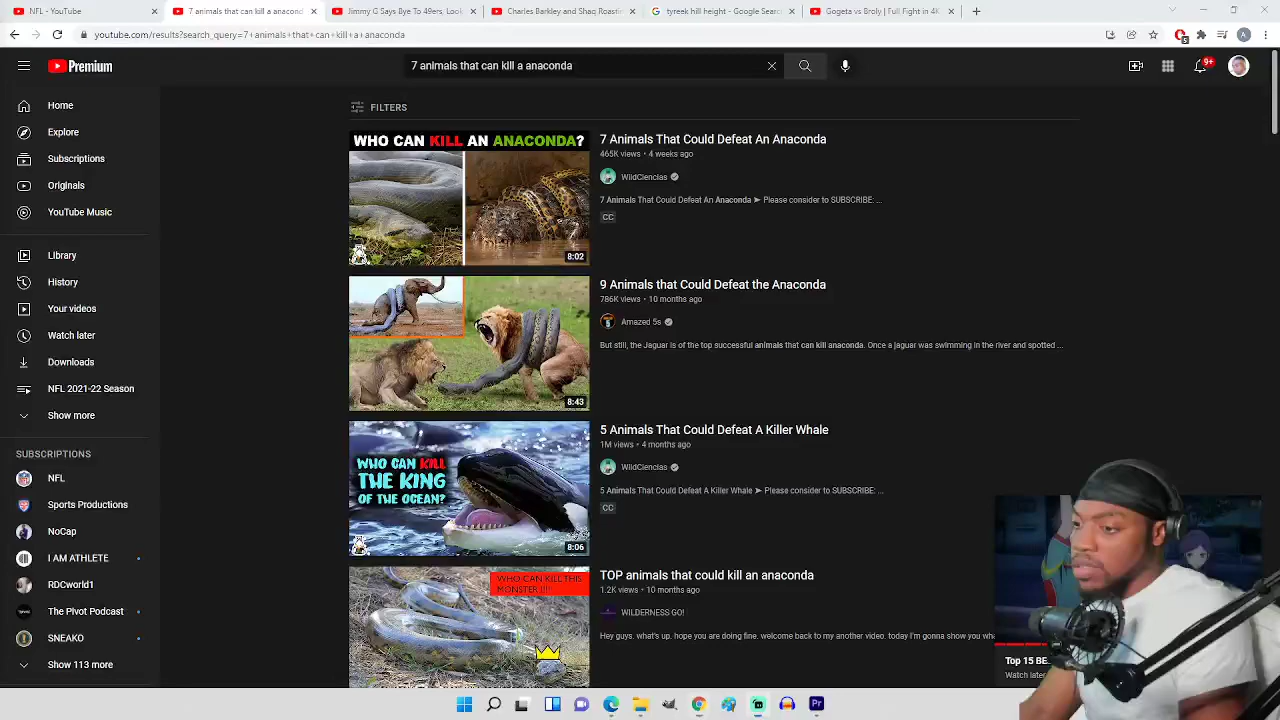 NFL - YouTube
7 animals that can kill a anacond
Jimmy G Says Bye To 49ers, Look
Charles Barkley and Shaq Roastin
tyreek hill height - Google Searc
Gogeta vs Broly | Full Fight in 4K
youtube.com/results?search_query=7+animals+that+can+kill+a+anaconda
A
Premium
7 animals that can kill a anaconda
9+
Home
Explore
Subscriptions
Originals
YouTube Music
Library
History
Your videos
Watch later
Downloads
NFL 2021-22 Season
Show more
SUBSCRIPTIONS
NFL
Sports Productions
NoCap
I AM ATHLETE
RDCworld1
The Pivot Podcast
SNEAKO
Show 113 more
FILTERS
WHO CAN KILL AN ANACONDA?
8:02
7 Animals That Could Defeat An Anaconda
465K views • 4 weeks ago
WildCiencias
7 Animals That Could Defeat An Anaconda ➤ Please consider to SUBSCRIBE: ...
CC
8:43
9 Animals that Could Defeat the Anaconda
786K views • 10 months ago
Amazed 5s
But still, the Jaguar is of the top successful animals that can kill anaconda. Once a jaguar was swimming in the river and spotted ...
WHO CAN KILL
THE KING
OF THE OCEAN?
8:06
5 Animals That Could Defeat A Killer Whale
1M views • 4 months ago
WildCiencias
5 Animals That Could Defeat A Killer Whale ➤ Please consider to SUBSCRIBE: ...
CC
WHO CAN KILL THIS
MONSTER !!!!
TOP animals that could kill an anaconda
1.2K views • 10 months ago
WILDERNESS GO!
Hey guys. what's up. hope you are doing fine. welcome back to my another video. today I'm gonna show you wha
Top 15 BE
Watch later
Pr